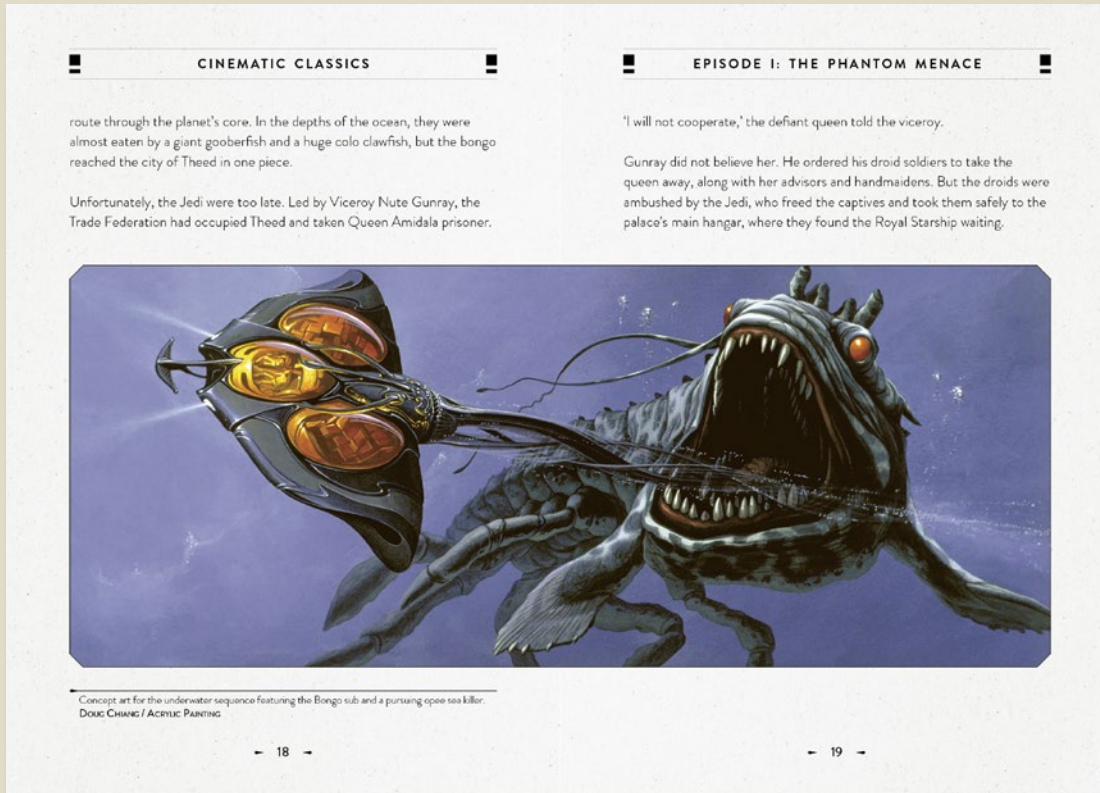 CINEMATIC CLASSICS
route through the planet's core. In the depths of the ocean, they were
almost eaten by a giant gooberfish and a huge colo clawfish, but the bongo
reached the city of Theed in one piece.
Unfortunately, the Jedi were too late. Led by Viceroy Nute Gunray, the
Trade Federation had occupied Theed and taken Queen Amidala prisoner.
Concept art for the underwater sequence featuring the Bongo sub and a pursuing opee sea killer.
DOUG CHIANG / ACRYLIC PAINTING
18
EPISODE I: THE PHANTOM MENACE
'I will not cooperate,' the defiant queen told the viceroy.
Gunray did not believe her. He ordered his droid soldiers to take the
queen away, along with her advisors and handmaidens. But the droids were
ambushed by the Jedi, who freed the captives and took them safely to the
palace's main hangar, where they found the Royal Starship waiting.
19